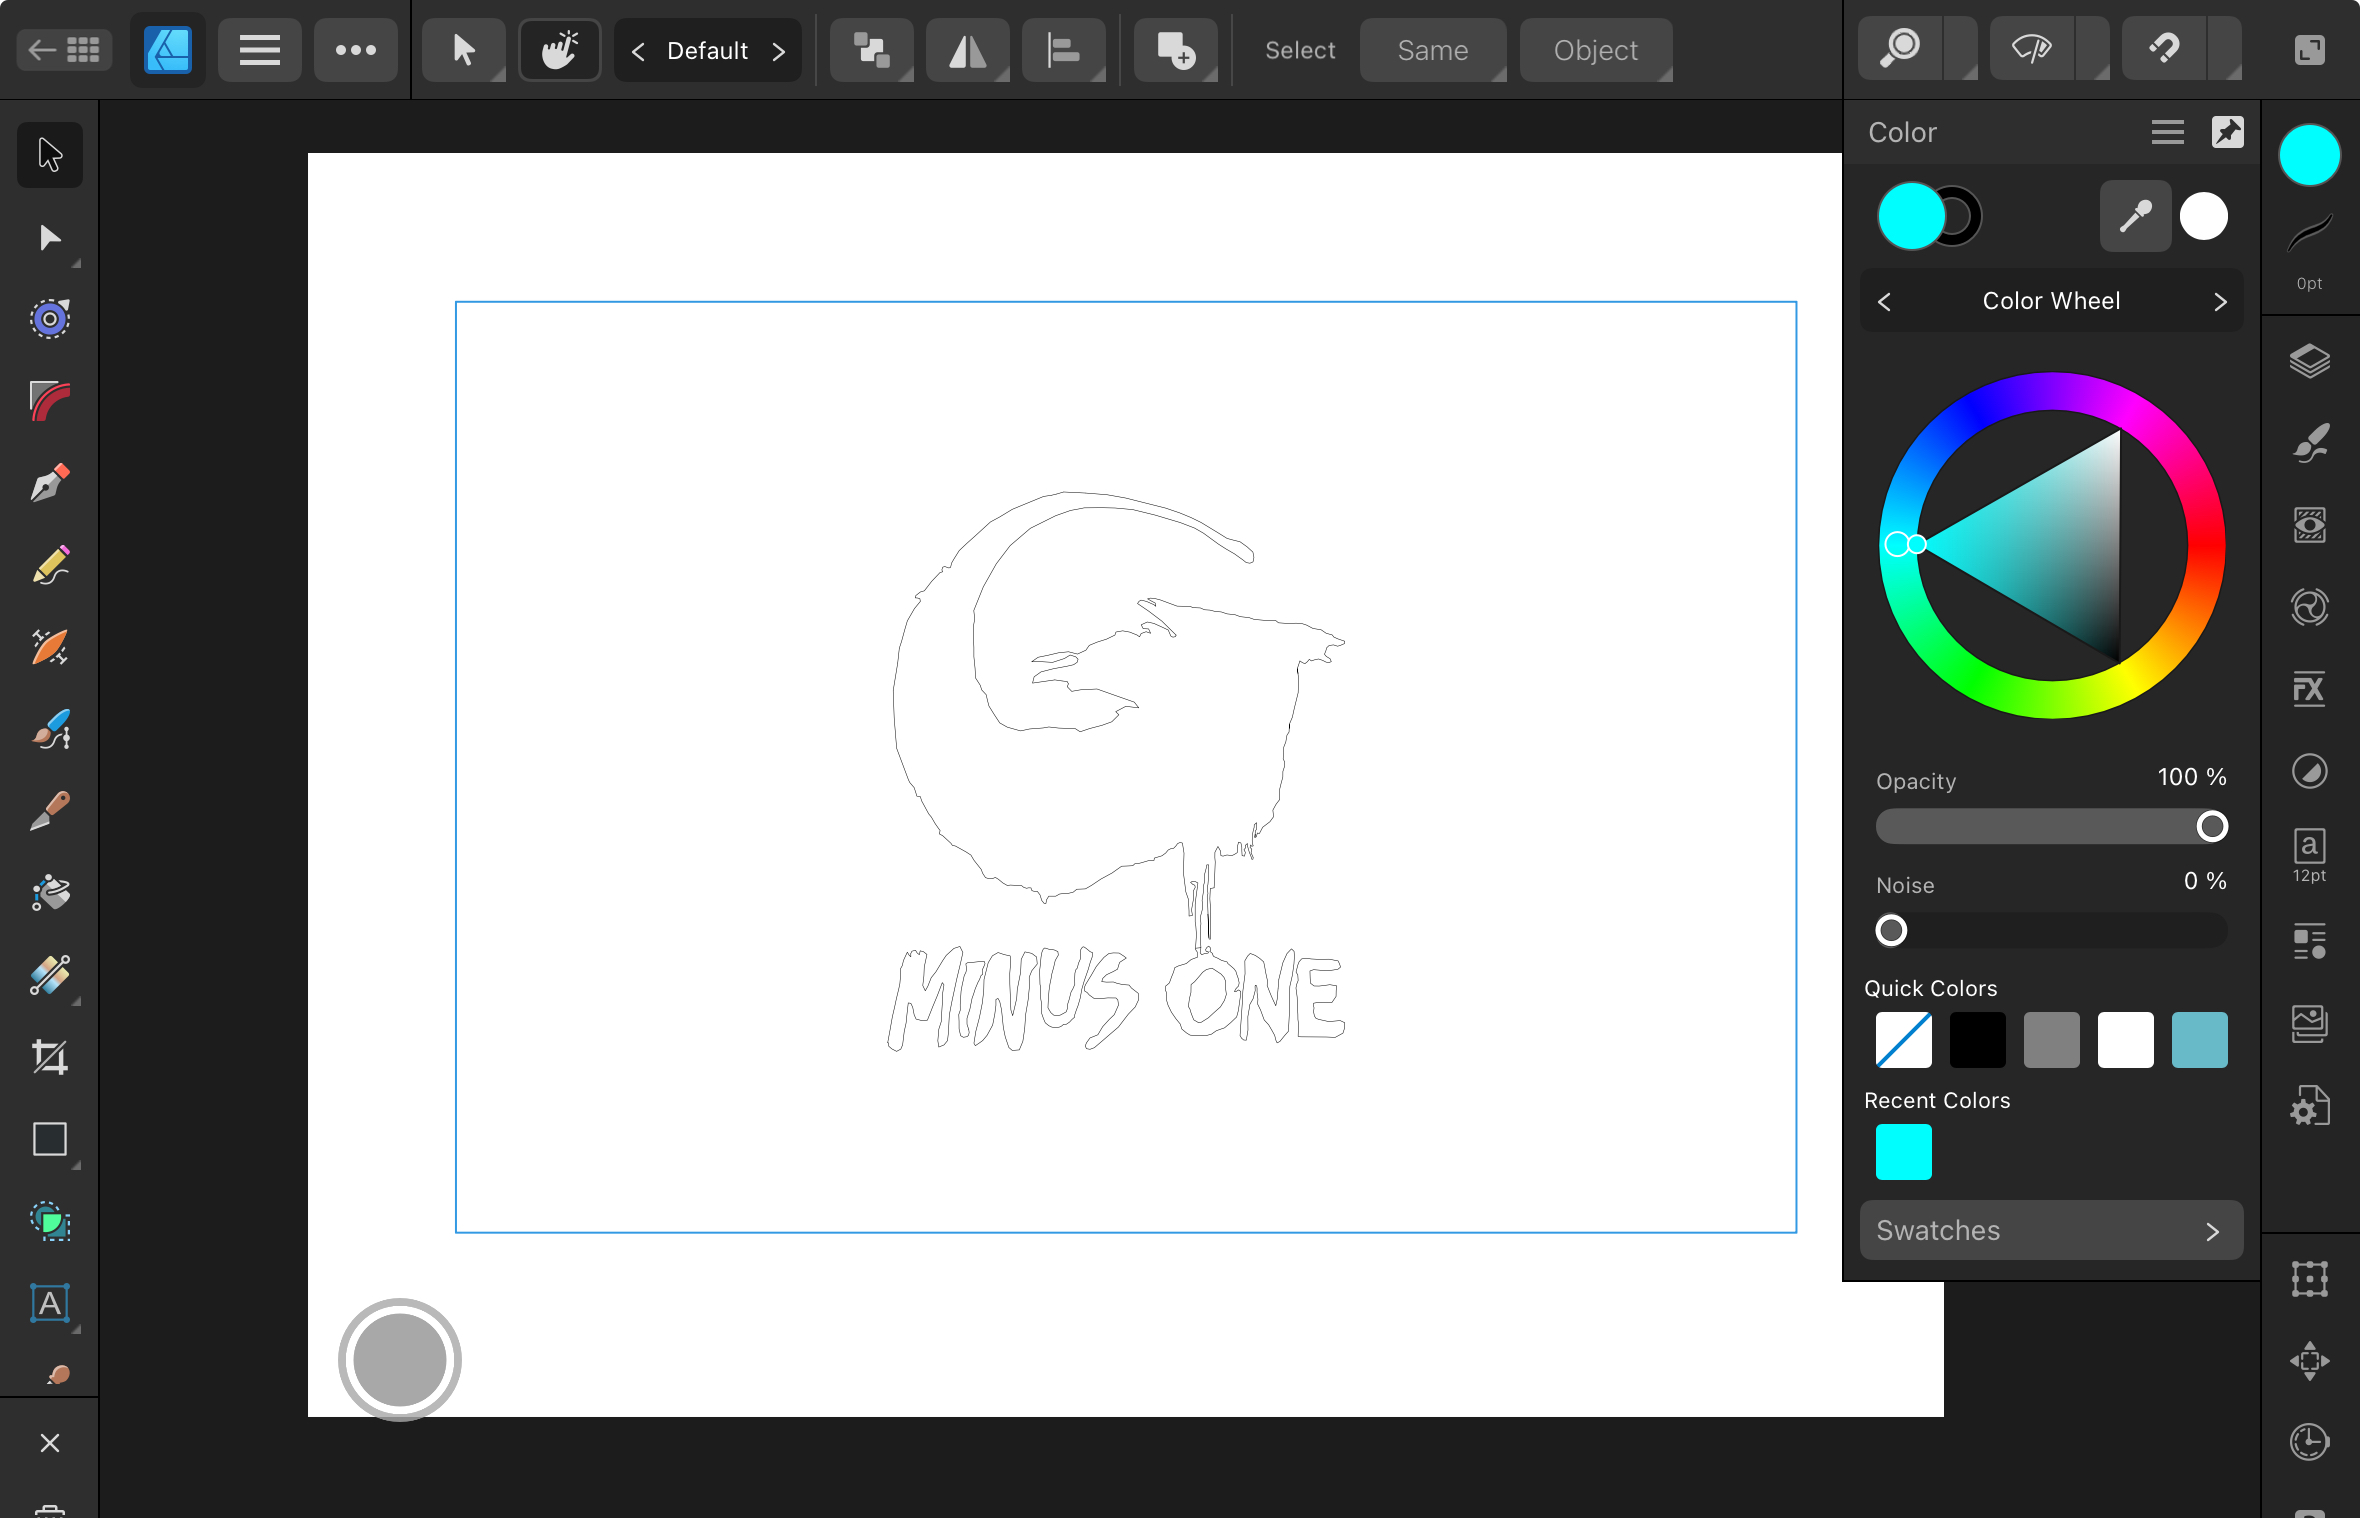 Default
Select
Same
Object
Color
0pt
Color Wheel
FX
Opacity
100 %
a
12pt
Noise
0 %
MINUS ONE
Quick Colors
Recent Colors
Swatches
A